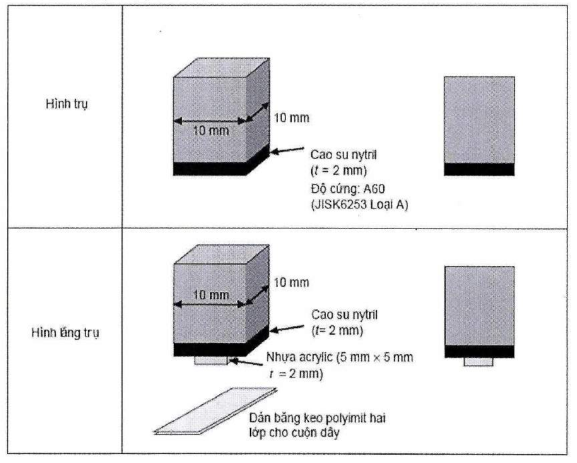 Hình trụ
10 mm
10 mm
Cao su nytril
(t = 2 mm)
Độ cứng: A60
(JISK6253 Loại A)
Hình lăng trụ
10 mm
10 mm
Cao su nytril
(t= 2 mm)
Nhựa acrylic (5 mm × 5 mm
t = 2 mm)
Dán băng keo polyimit hai
lớp cho cuộn dây